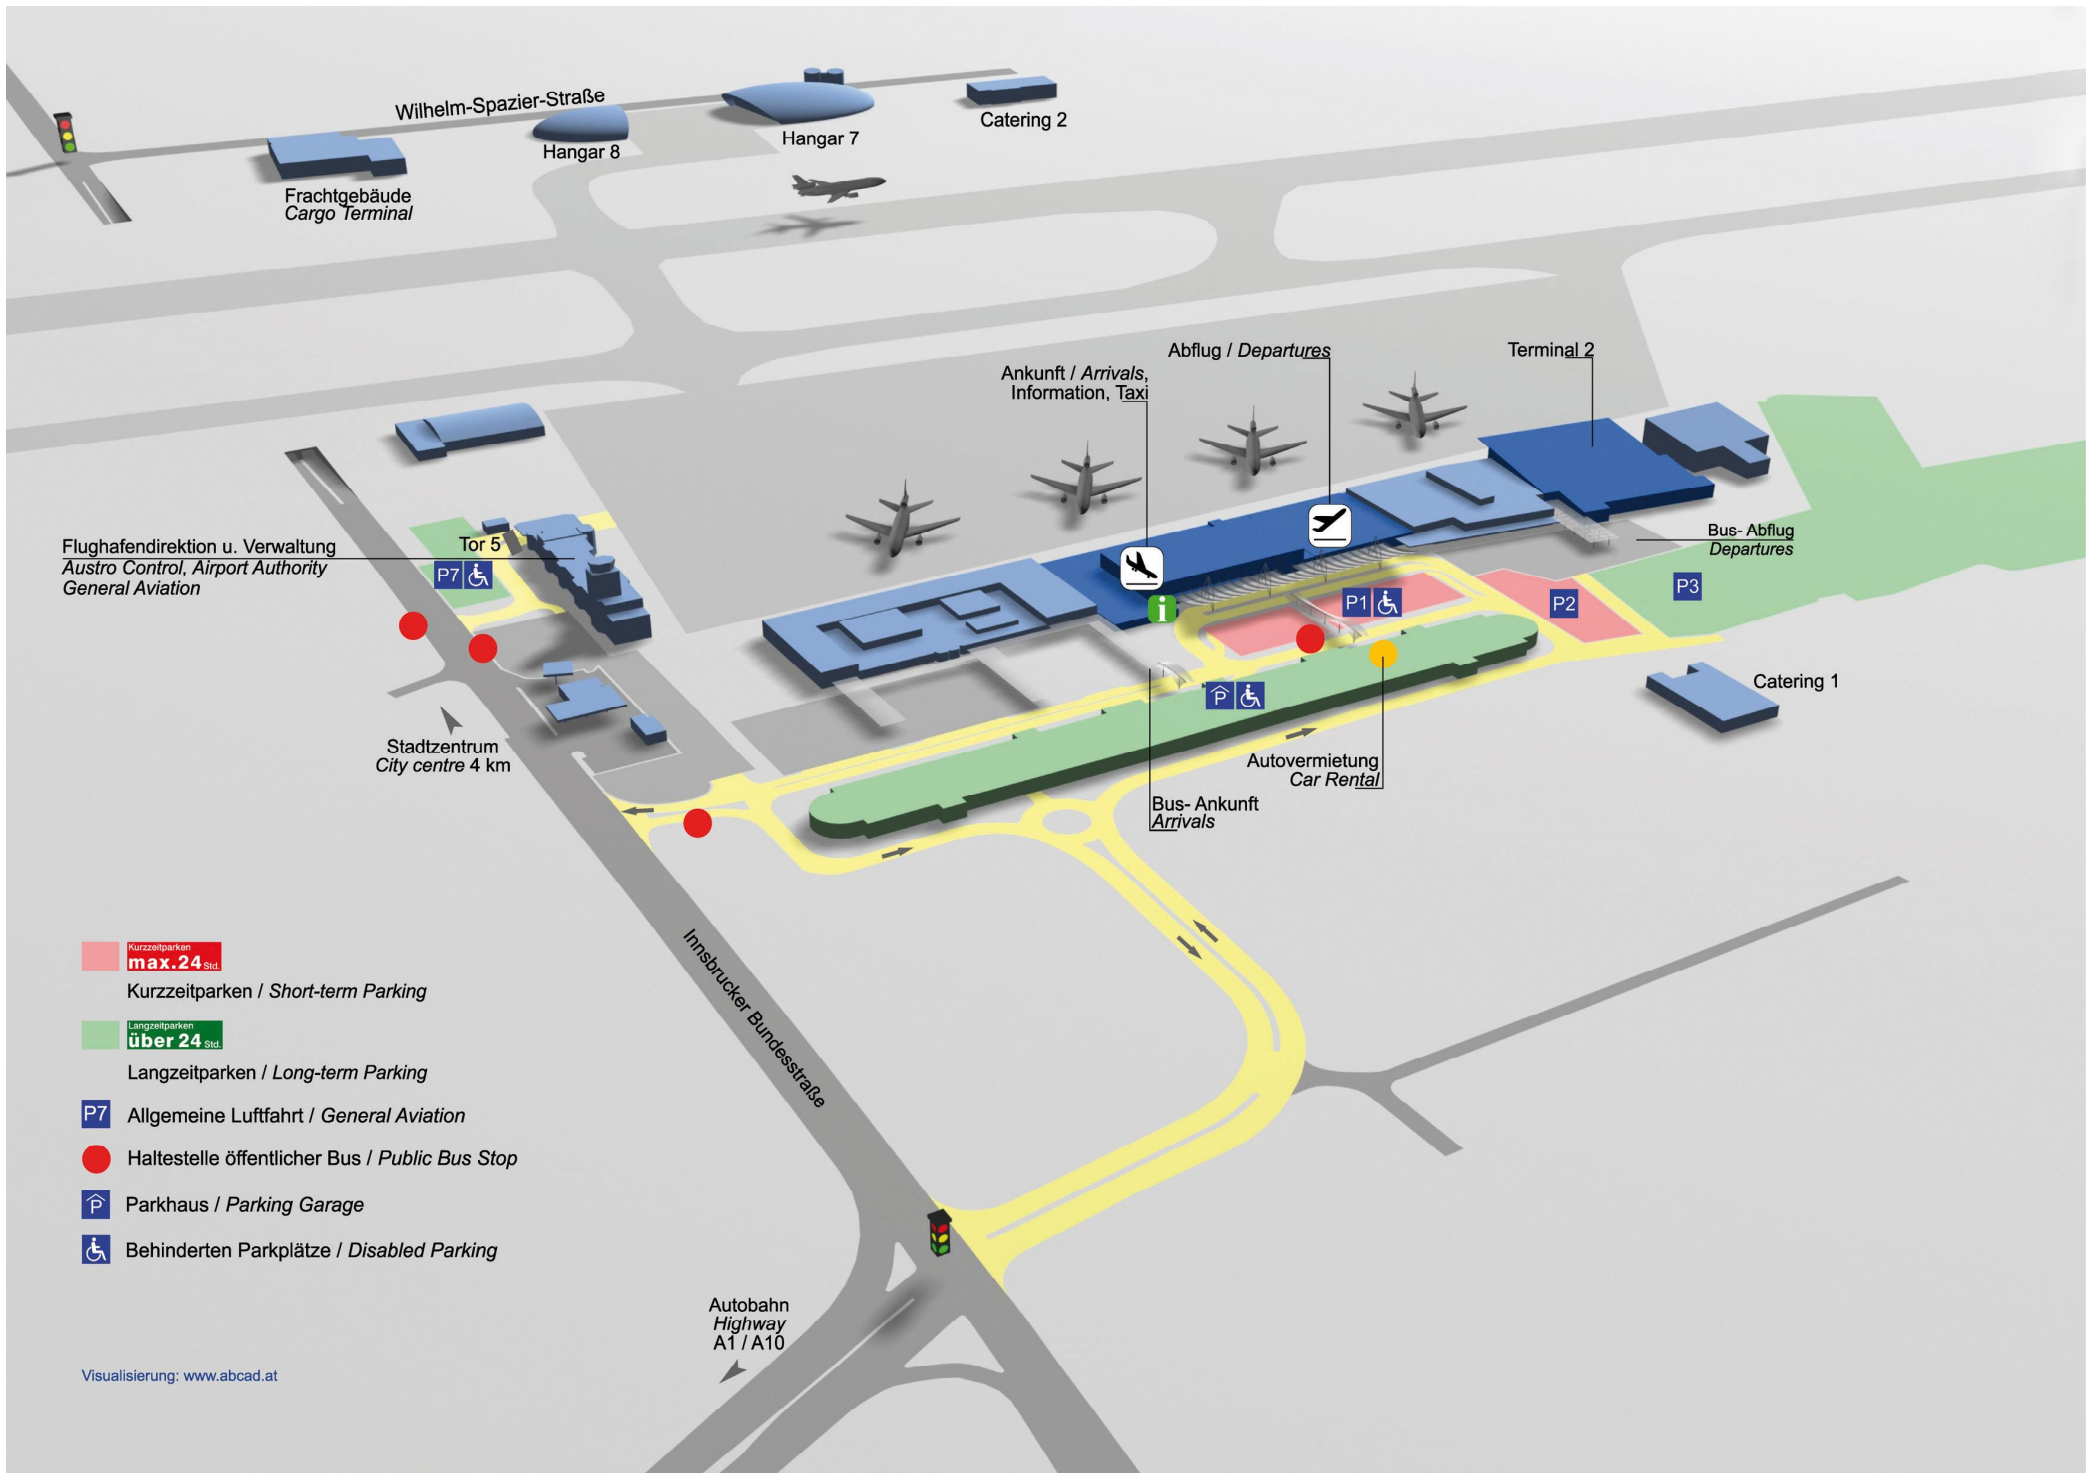 Wilhelm-Spazier-Straße
Hangar 8
Hangar 7
Catering 2
Frachtgebäude
Cargo Terminal
Abflug / Departures
Terminal 2
Ankunft / Arrivals,
Information, Taxi
Flughafendirektion u. Verwaltung
Austro Control, Airport Authority
General Aviation
Tor 5
P7
Bus- Abflug
Departures
i
P1
P2
P3
P
Catering 1
Stadtzentrum
City centre 4 km
Autovermietung
Car Rental
Bus- Ankunft
Arrivals
Innsbrucker Bundesstraße
Kurzzeitparken
max.24 Std.
Kurzzeitparken / Short-term Parking
Langzeitparken
über 24 Std.
Langzeitparken / Long-term Parking
P7 Allgemeine Luftfahrt / General Aviation
Haltestelle öffentlicher Bus / Public Bus Stop
P Parkhaus / Parking Garage
Behinderten Parkplätze / Disabled Parking
Autobahn
Highway
A1 / A10
Visualisierung: www.abcad.at